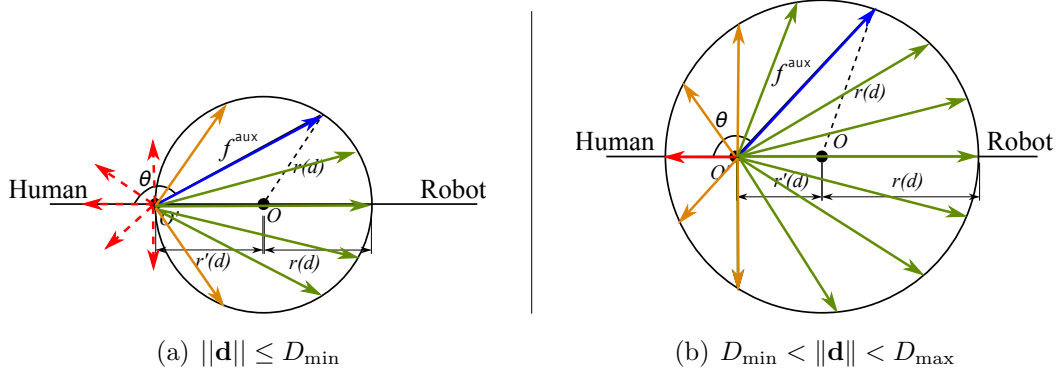 f^aux
θ
r(d)
Human
Robot
O'
O
r'(d)
r(d)
(a) ||𝐝|| ≤ D_min
f^aux
r(d)
θ
Human
O
Robot
O'
r'(d)
r(d)
(b) D_min < ‖𝐝‖ < D_max